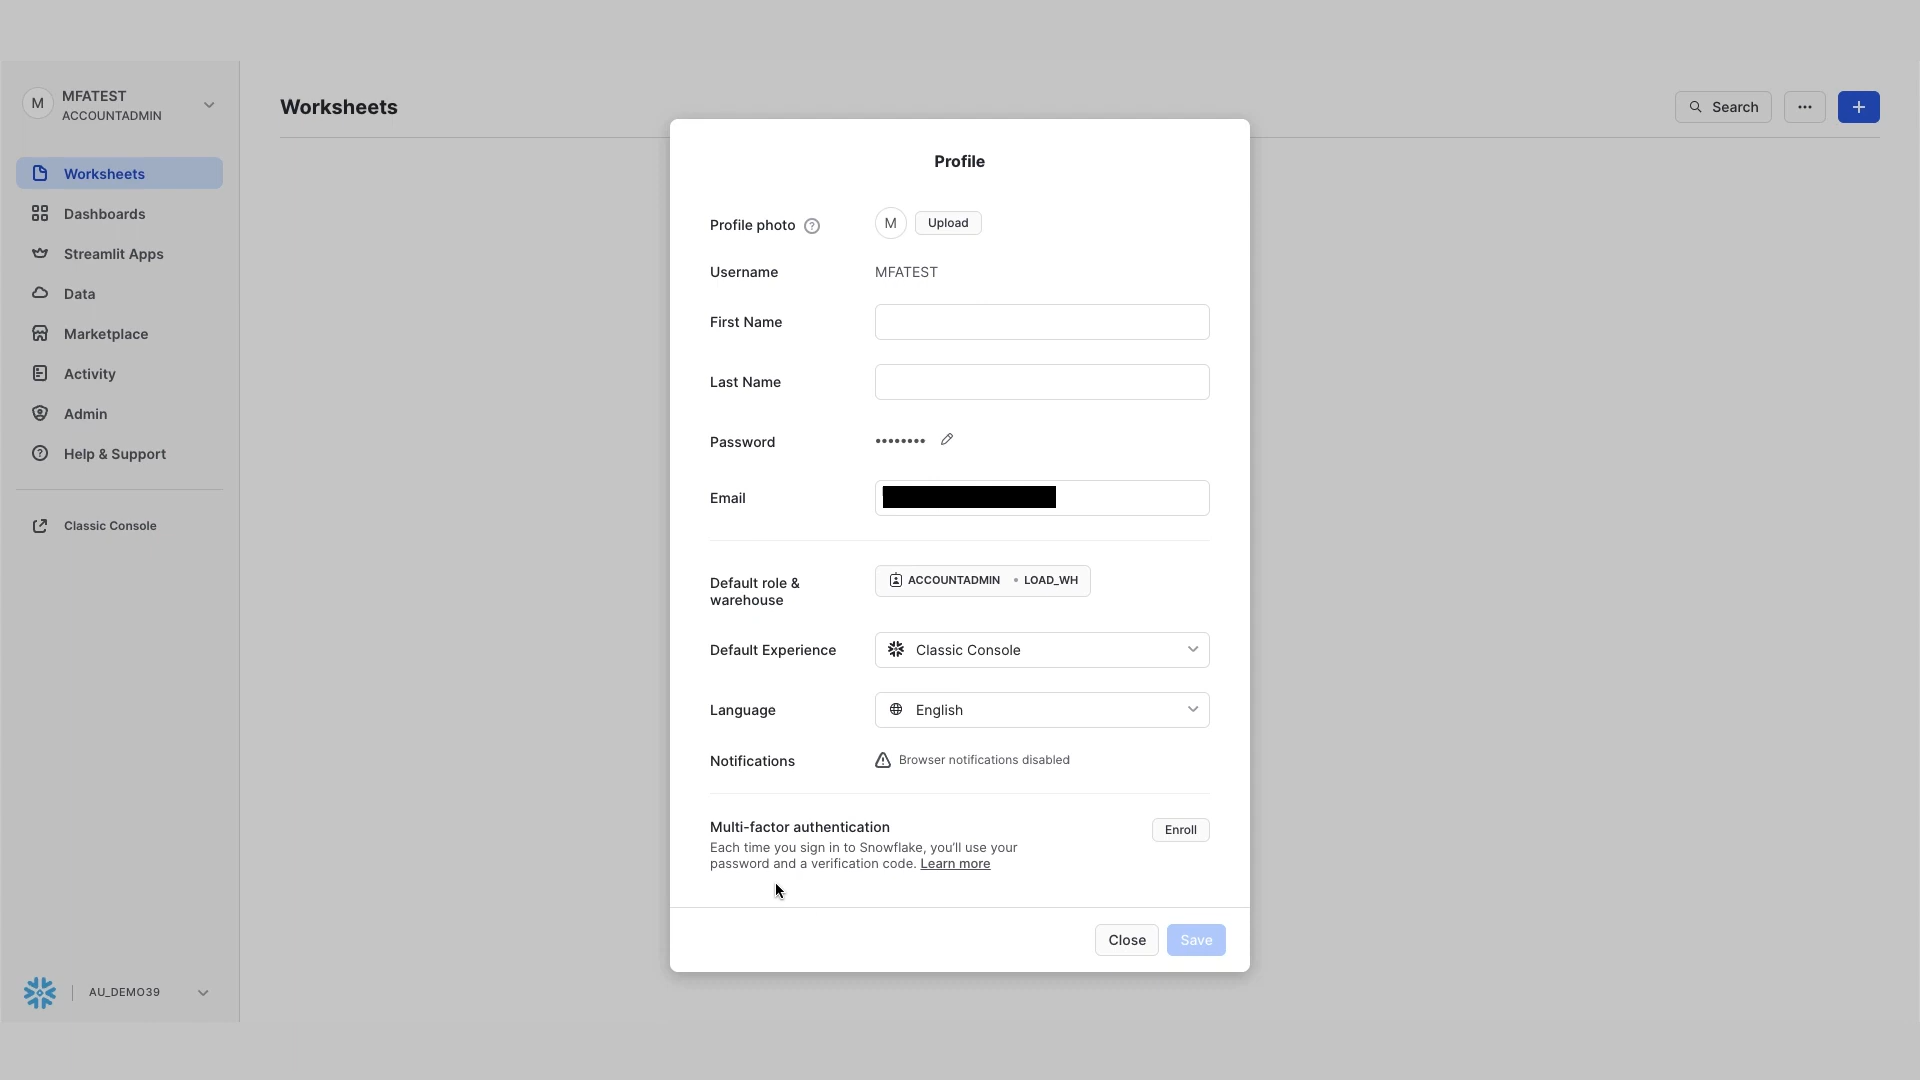 M
MFATEST
ACCOUNTADMIN
Worksheets
Dashboards
Streamlit Apps
Data
Marketplace
Activity
Admin
Help & Support
Classic Console
AU_DEMO39
Worksheets
Search
Profile
Profile photo
M
Upload
Username
MFATEST
First Name
Last Name
Password
••••••••
Email
Default role &
warehouse
ACCOUNTADMIN • LOAD_WH
Default Experience
Classic Console
Language
English
Notifications
Browser notifications disabled
Multi-factor authentication
Enroll
Each time you sign in to Snowflake, you’ll use your
password and a verification code. Learn more
Close
Save